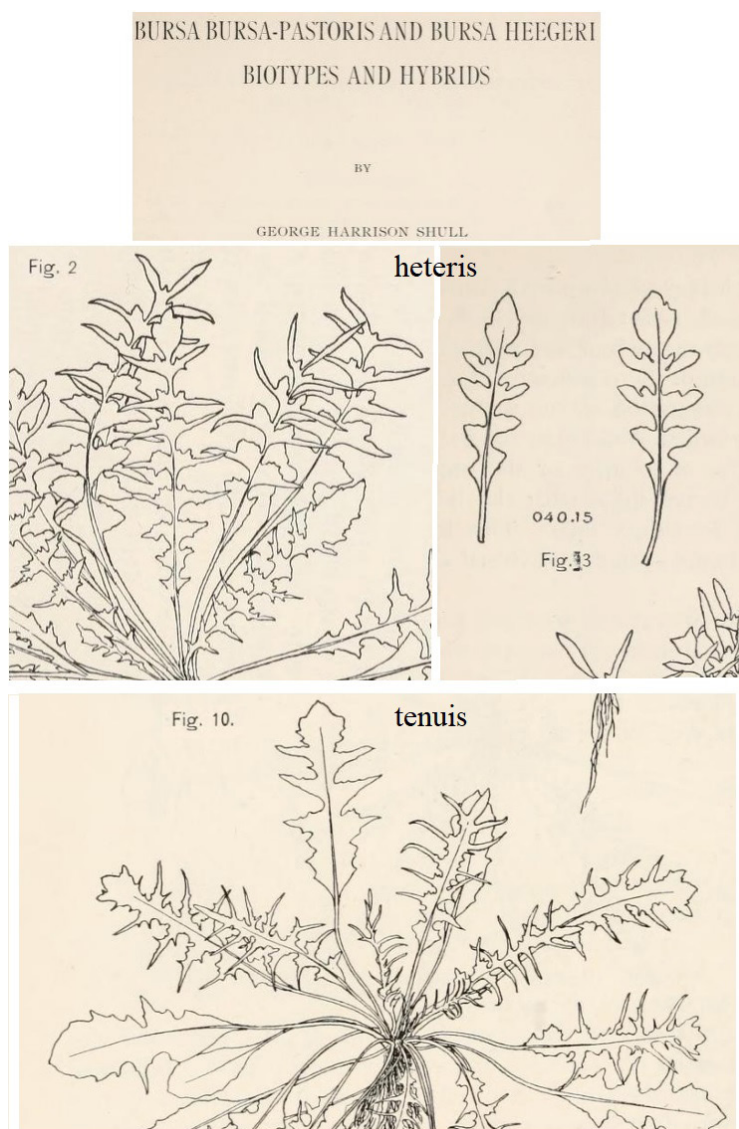 BURSA BURSA-PASTORIS AND BURSA HEEGERI
BIOTYPES AND HYBRIDS
BY
GEORGE HARRISON SHULL
Fig. 2
heteris
040.15
Fig. 3
Fig. 10.
tenuis